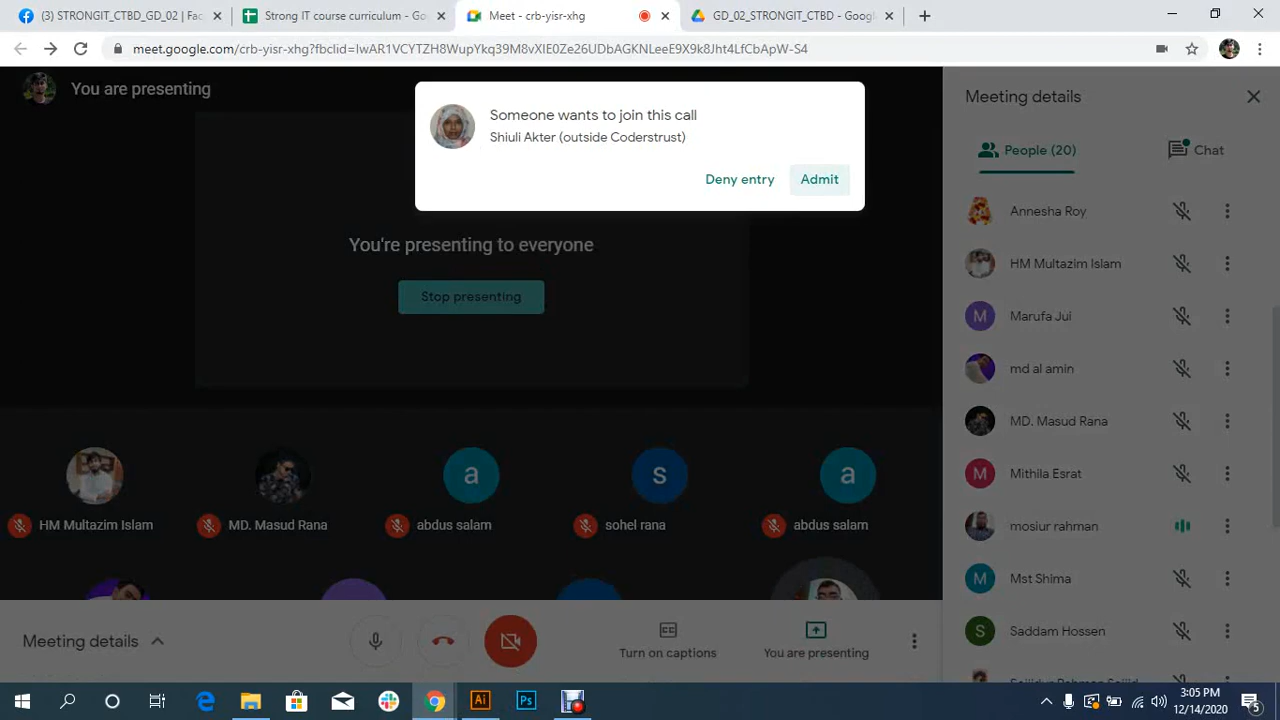 (3) STRONGIT_CTBD_GD_02 | Fac
Strong IT course curriculum - Go
Meet - crb-yisr-xhg
GD_02_STRONGIT_CTBD - Google
meet.google.com/crb-yisr-xhg?fbclid=IwAR1VCYTZH8WupYkq39M8vXIE0Ze26UDbAGKNLeeE9X9k8Jht4LfCbApW-S4
You are presenting
Someone wants to join this call
Shiuli Akter (outside Coderstrust)
Deny entry
Admit
You're presenting to everyone
Stop presenting
HM Multazim Islam
MD. Masud Rana
a
abdus salam
s
sohel rana
a
abdus salam
Meeting details
Turn on captions
You are presenting
Meeting details
People (20)
Chat
Annesha Roy
HM Multazim Islam
M
Marufa Jui
md al amin
MD. Masud Rana
M
Mithila Esrat
mosiur rahman
M
Mst Shima
S
Saddam Hossen
Ai
Ps
12/14/2020
5